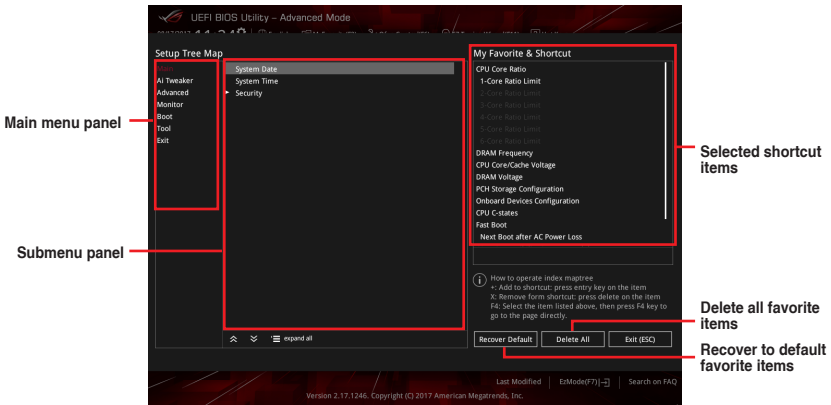 UEFI BIOS Utility – Advanced Mode
Setup Tree Map
My Favorite & Shortcut
Main
Ai Tweaker
Advanced
Monitor
Boot
Tool
Exit
System Date
System Time
Security
CPU Core Ratio
1-Core Ratio Limit
2-Core Ratio Limit
3-Core Ratio Limit
4-Core Ratio Limit
5-Core Ratio Limit
6-Core Ratio Limit
DRAM Frequency
CPU Core/Cache Voltage
DRAM Voltage
PCH Storage Configuration
Onboard Devices Configuration
CPU C-states
Fast Boot
Next Boot after AC Power Loss
Main menu panel
Submenu panel
Selected shortcut
items
How to operate index maptree
+: Add to shortcut: press entry key on the item
X: Remove form shortcut: press delete on the item
F4: Select the item listed above, then press F4 key to
go to the page directly.
Delete all favorite
items
expand all
Recover Default
Delete All
Exit (ESC)
Recover to default
favorite items
Last Modified
EzMode(F7)
Search on FAQ
Version 2.17.1246. Copyright (C) 2017 American Megatrends, Inc.